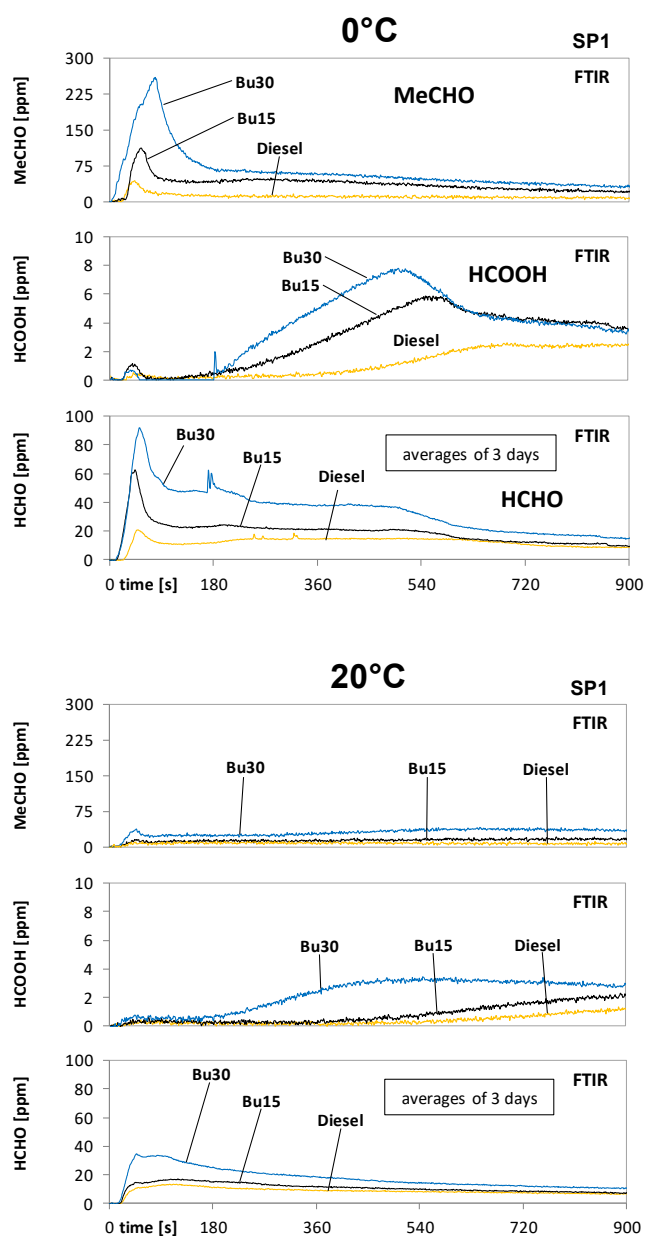 0°C
SP1
MeCHO [ppm]
300
225
150
75
0
FTIR
MeCHO
Bu30
Bu15
Diesel
HCOOH [ppm]
10
8
6
4
2
0
FTIR
HCOOH
Bu30
Bu15
Diesel
HCHO [ppm]
100
80
60
40
20
0
FTIR
averages of 3 days
HCHO
Bu30
Bu15
Diesel
0 time [s] 180 360 540 720 900
20°C
SP1
MeCHO [ppm]
300
225
150
75
0
FTIR
Bu30 Bu15 Diesel
HCOOH [ppm]
10
8
6
4
2
0
FTIR
Bu30 Bu15 Diesel
HCHO [ppm]
100
80
60
40
20
0
FTIR
averages of 3 days
Bu30
Bu15
Diesel
0 time [s] 180 360 540 720 900